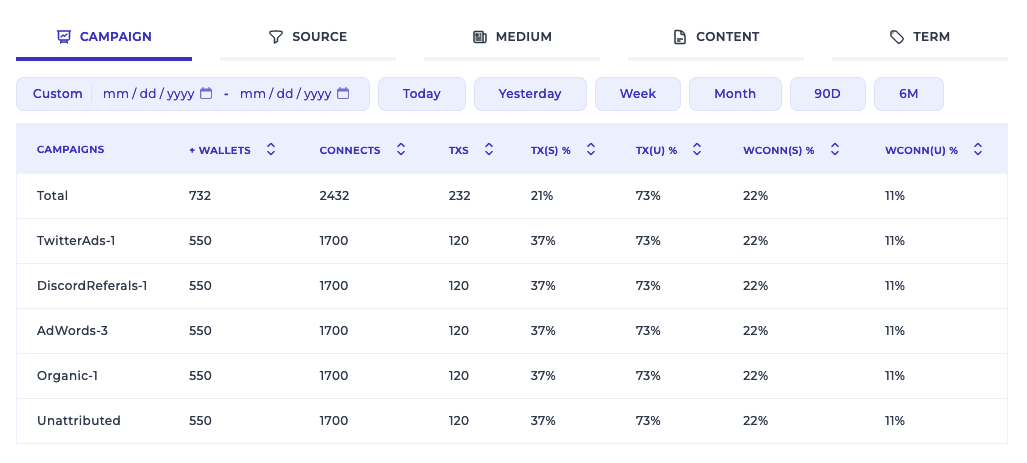 CAMPAIGN SOURCE MEDIUM CONTENT TERM
Custom mm / dd / yyyy - mm / dd / yyyy Today Yesterday Week Month 90D 6M
CAMPAIGNS + WALLETS CONNECTS TXS TX(S) % TX(U) % WCONN(S) % WCONN(U) %
Total 732 2432 232 21% 73% 22% 11%
TwitterAds-1 550 1700 120 37% 73% 22% 11%
DiscordReferals-1 550 1700 120 37% 73% 22% 11%
AdWords-3 550 1700 120 37% 73% 22% 11%
Organic-1 550 1700 120 37% 73% 22% 11%
Unattributed 550 1700 120 37% 73% 22% 11%